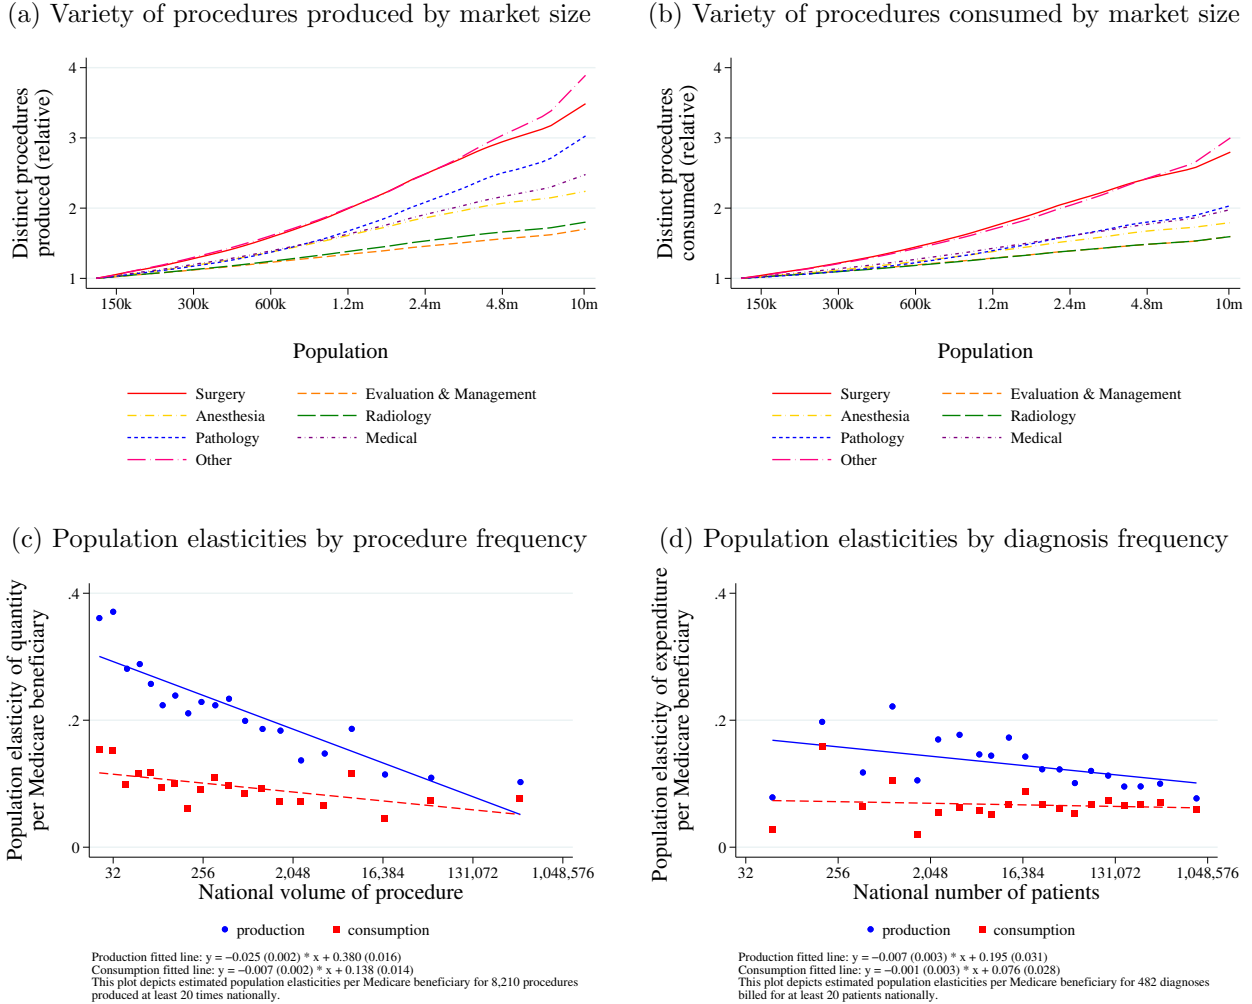 (a) Variety of procedures produced by market size
Distinct procedures
produced (relative)
4
3
2
1
150k 300k 600k 1.2m 2.4m 4.8m 10m
Population
Surgery Evaluation & Management
Anesthesia Radiology
Pathology Medical
Other
(b) Variety of procedures consumed by market size
Distinct procedures
consumed (relative)
4
3
2
1
150k 300k 600k 1.2m 2.4m 4.8m 10m
Population
Surgery Evaluation & Management
Anesthesia Radiology
Pathology Medical
Other
(c) Population elasticities by procedure frequency
Population elasticity of quantity
per Medicare beneficiary
.4
.2
0
32 256 2,048 16,384 131,072 1,048,576
National volume of procedure
production consumption
Production fitted line: y = −0.025 (0.002) * x + 0.380 (0.016)
Consumption fitted line: y = −0.007 (0.002) * x + 0.138 (0.014)
This plot depicts estimated population elasticities per Medicare beneficiary for 8,210 procedures
produced at least 20 times nationally.
(d) Population elasticities by diagnosis frequency
Population elasticity of expenditure
per Medicare beneficiary
.4
.2
0
32 256 2,048 16,384 131,072 1,048,576
National number of patients
production consumption
Production fitted line: y = −0.007 (0.003) * x + 0.195 (0.031)
Consumption fitted line: y = −0.001 (0.003) * x + 0.076 (0.028)
This plot depicts estimated population elasticities per Medicare beneficiary for 482 diagnoses
billed for at least 20 patients nationally.